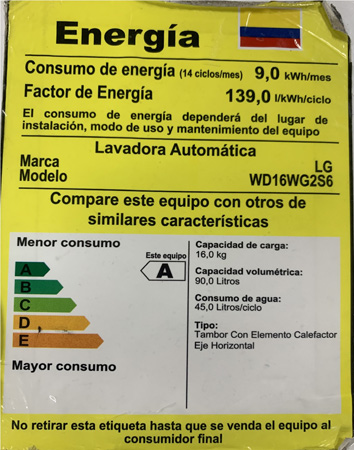 Energía
Consumo de energía (14 ciclos/mes) 9,0 kWh/mes
Factor de Energía 139,0 l/kWh/ciclo
El consumo de energía dependerá del lugar de
instalación, modo de uso y mantenimiento del equipo
Lavadora Automática
Marca LG
Modelo WD16WG2S6
Compare este equipo con otros de
similares características
Menor consumo
Este equipo
A
A
B
C
D
E
Mayor consumo
Capacidad de carga:
16,0 kg
Capacidad volumétrica:
90,0 Litros
Consumo de agua:
45,0 Litros/ciclo
Tipo:
Tambor Con Elemento Calefactor
Eje Horizontal
No retirar esta etiqueta hasta que se venda el equipo al
consumidor final